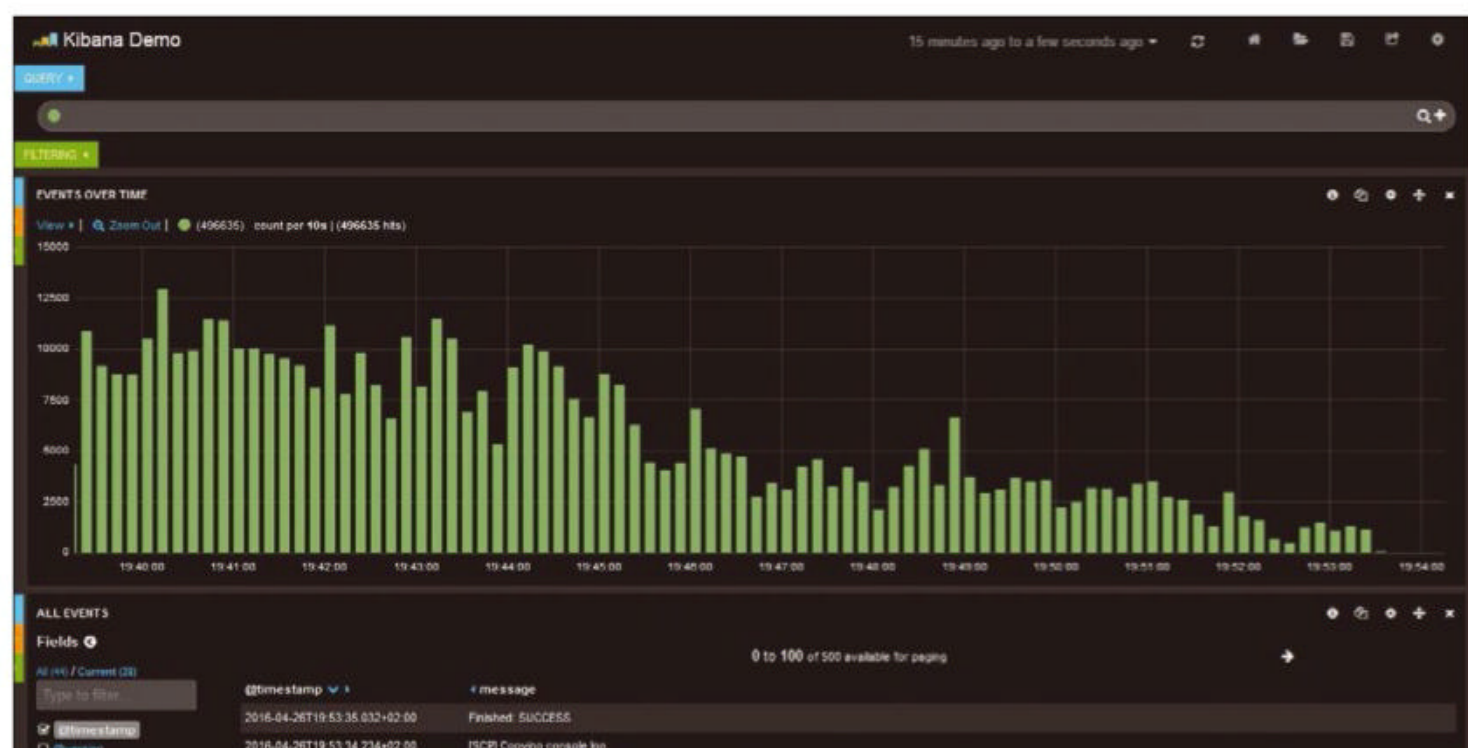 Kibana Demo
15 minutes ago to a few seconds ago
QUERY
FILTERING
EVENTS OVER TIME
View | Zoom Out | (496635) count per 10s | (496635 hits)
15000
12500
10000
7500
5000
2500
0
19:40:00 19:41:00 19:42:00 19:43:00 19:44:00 19:45:00 19:46:00 19:47:00 19:48:00 19:49:00 19:50:00 19:51:00 19:52:00 19:53:00 19:54:00
ALL EVENTS
Fields
0 to 100 of 500 available for paging
All (44) / Current (28)
Type to filter...
@timestamp message
2016-04-26T19:53:35.032+02:00 Finished: SUCCESS
@timestamp
2016-04-26T19:53:34.234+02:00 [SCP] Copying console log